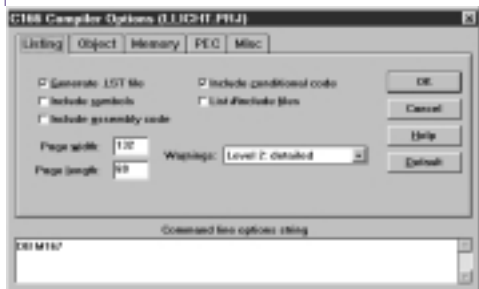 C166 Compiler Options (LLICHT.PRJ)
Listing Object Memory PEC Misc
Generate .LST file
Include conditional code
OK
Include symbols
List #include files
Cancel
Include assembly code
Help
Page width: 132
Warnings: Level 2: detailed
Default
Page length:
Command line options string